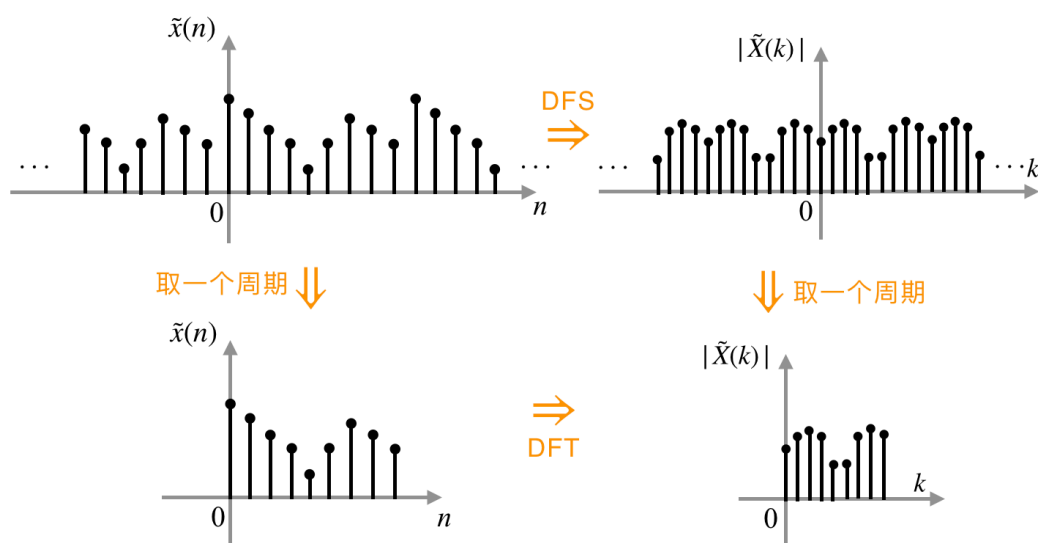 x̃(n)
|X̃(k)|
DFS
⇒
··· ··· ··· ···
0 n
0 k
取一个周期 ⇓
⇓ 取一个周期
x̃(n)
|X̃(k)|
⇒
DFT
0 n
0 k